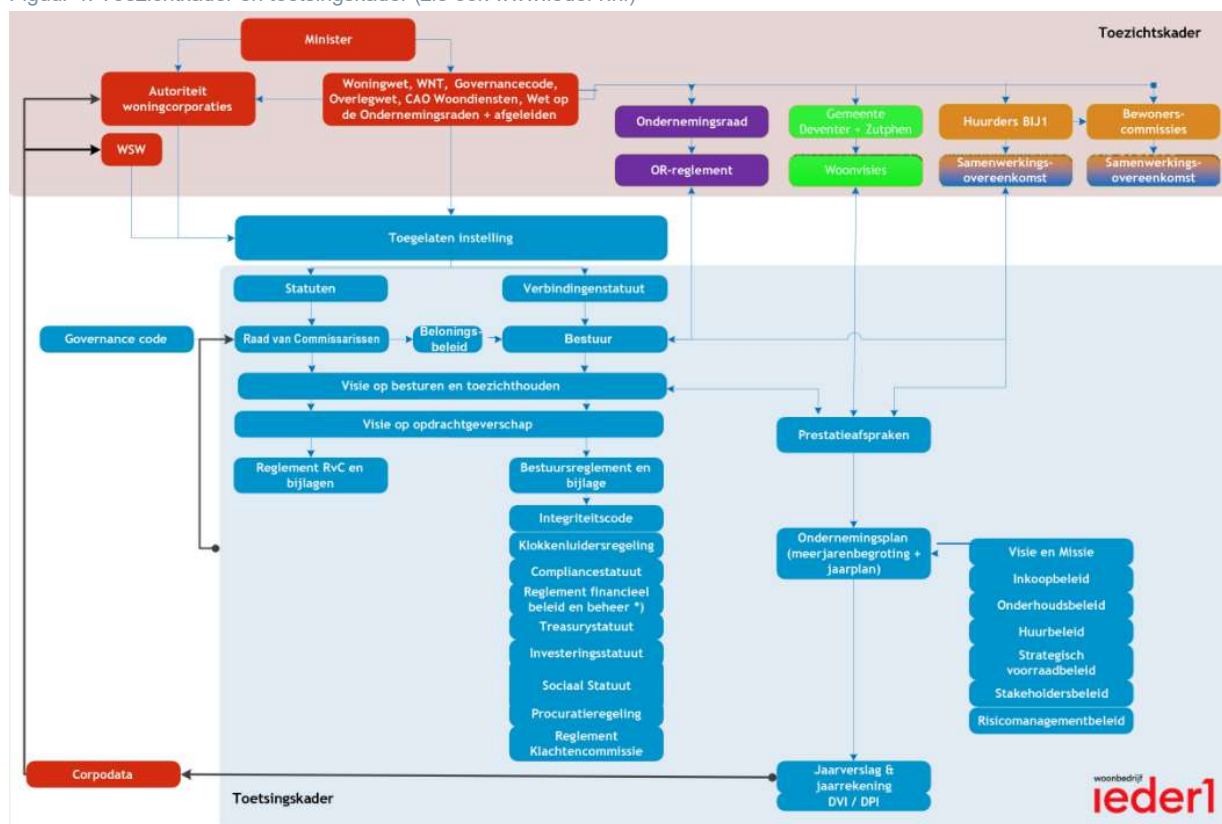 Minister
Toezichtskader
Autoriteit
woningcorporaties
Woningwet, WNT, Governancecode,
Overlegwet, CAO Woondiensten, Wet op
de Ondernemingsraden + afgeleiden
Ondernemingsraad
Gemeente
Deventer + Zutphen
Huurders BIJ1
Bewoners-
commissies
WSW
OR-reglement
Woonvisies
Samenwerkings-
overeenkomst
Samenwerkings-
overeenkomst
Toegelaten instelling
Statuten
Verbindingenstatuut
Governance code
Raad van Commissarissen
Belonings-
beleid
Bestuur
Visie op besturen en toezichthouden
Visie op opdrachtgeverschap
Prestatieafspraken
Reglement RvC en
bijlagen
Bestuursreglement en
bijlage
Integriteitscode
Klokkenluidersregeling
Compliancestatuut
Reglement financieel
beleid en beheer *)
Treasurystatuut
Investeringsstatuut
Sociaal Statuut
Procuratieregeling
Reglement
Klachtencommissie
Ondernemingsplan
(meerjarenbegroting +
jaarplan)
Visie en Missie
Inkoopbeleid
Onderhoudsbeleid
Huurbeleid
Strategisch
voorraadbeleid
Stakeholdersbeleid
Risicomanagementbeleid
Corpodata
Toetsingskader
Jaarverslag &
jaarrekening
DVI / DPI
woonbedrijf
ieder1